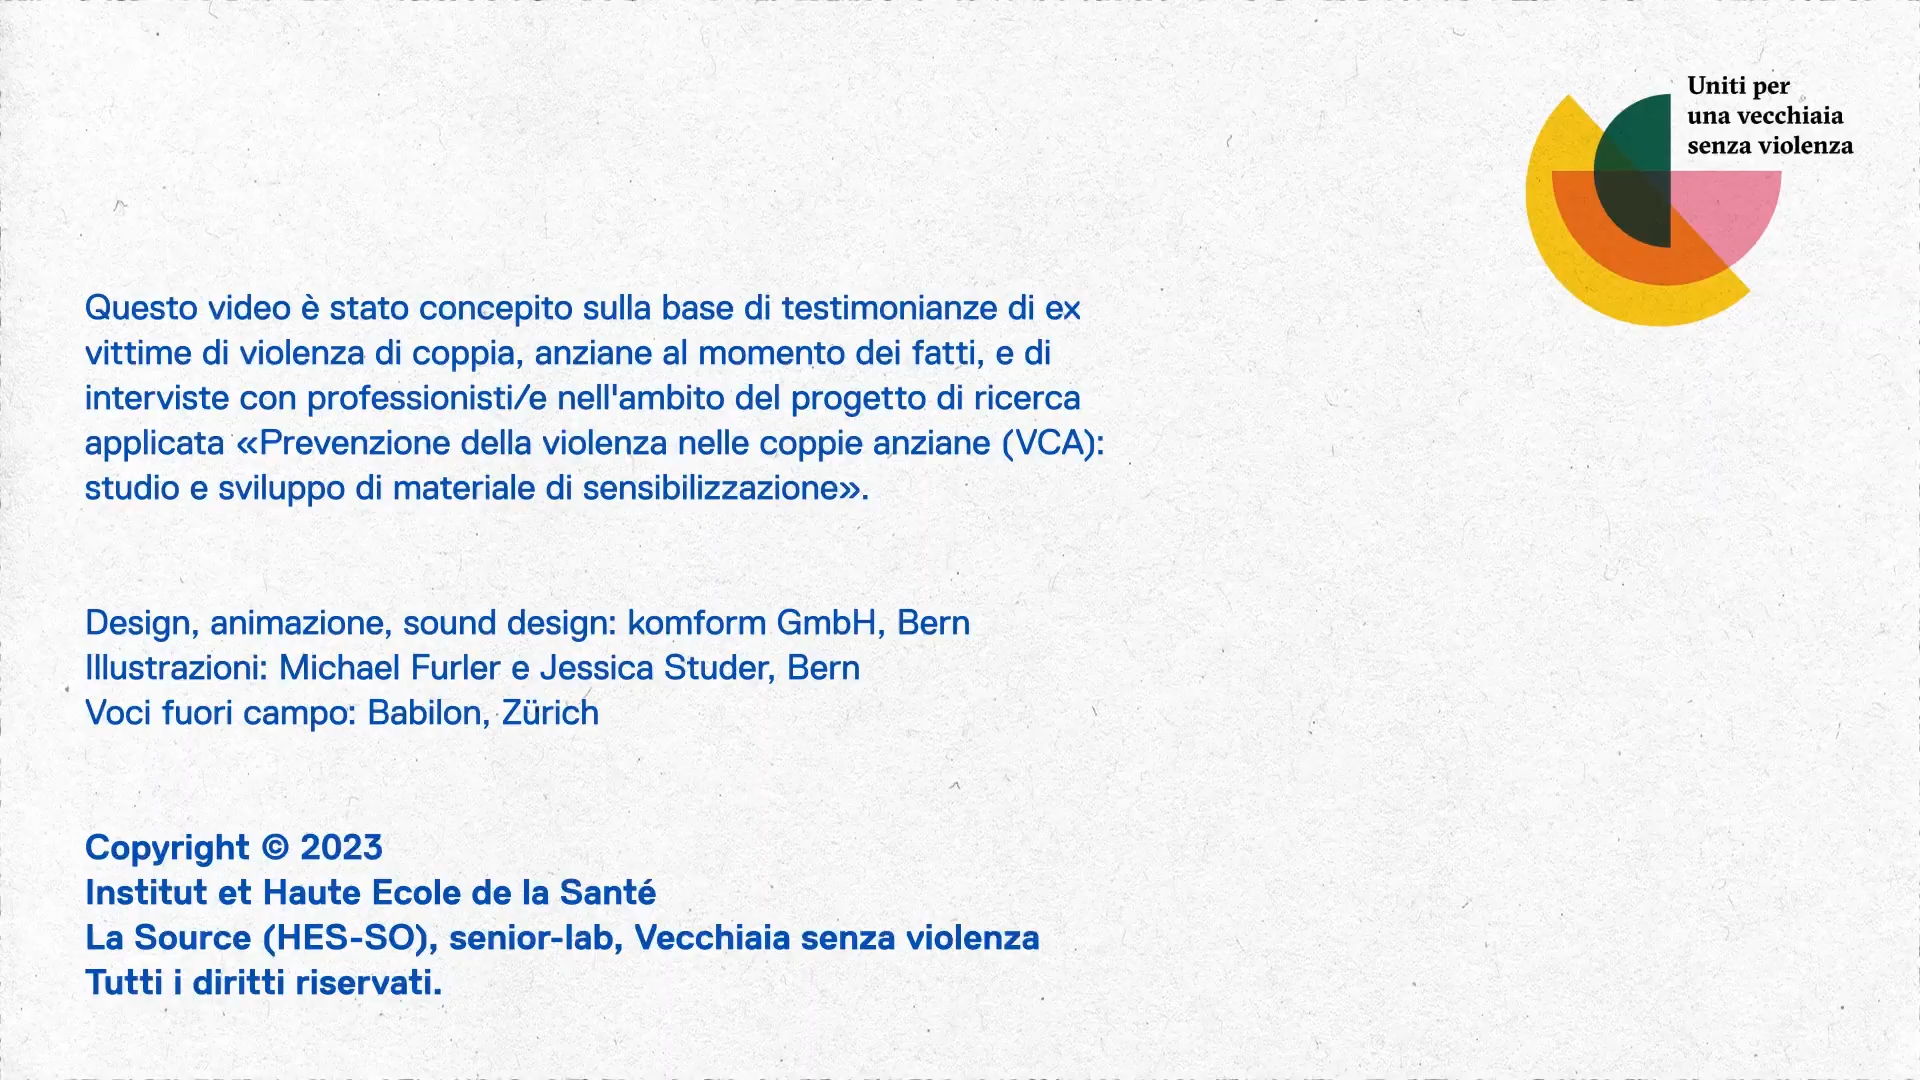 Uniti per
una vecchiaia
senza violenza
Questo video è stato concepito sulla base di testimonianze di ex
vittime di violenza di coppia, anziane al momento dei fatti, e di
interviste con professionisti/e nell'ambito del progetto di ricerca
applicata «Prevenzione della violenza nelle coppie anziane (VCA):
studio e sviluppo di materiale di sensibilizzazione».
Design, animazione, sound design: komform GmbH, Bern
Illustrazioni: Michael Furler e Jessica Studer, Bern
Voci fuori campo: Babilon, Zürich
Copyright © 2023
Institut et Haute Ecole de la Santé
La Source (HES-SO), senior-lab, Vecchiaia senza violenza
Tutti i diritti riservati.